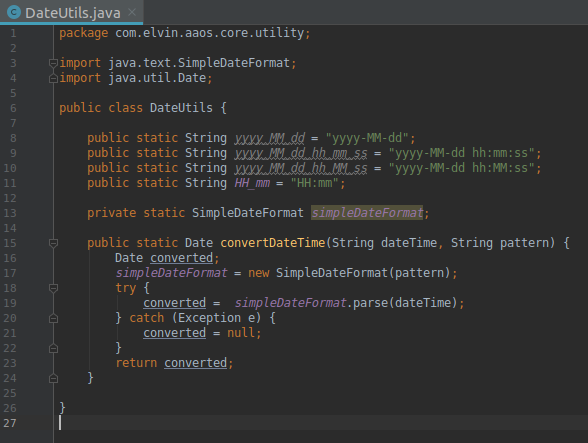 DateUtils.java
1 package com.elvin.aaos.core.utility;
2
3 import java.text.SimpleDateFormat;
4 import java.util.Date;
5
6 public class DateUtils {
7
8     public static String yyyy_MM_dd = "yyyy-MM-dd";
9     public static String yyyy_MM_dd_hh_mm_ss = "yyyy-MM-dd hh:mm:ss";
10     public static String yyyy_MM_dd_hh_MM_ss = "yyyy-MM-dd hh:MM:ss";
11     public static String HH_mm = "HH:mm";
12
13     private static SimpleDateFormat simpleDateFormat;
14
15     public static Date convertDateTime(String dateTime, String pattern) {
16         Date converted;
17         simpleDateFormat = new SimpleDateFormat(pattern);
18         try {
19             converted =  simpleDateFormat.parse(dateTime);
20         } catch (Exception e) {
21             converted = null;
22         }
23         return converted;
24     }
25
26 }
27